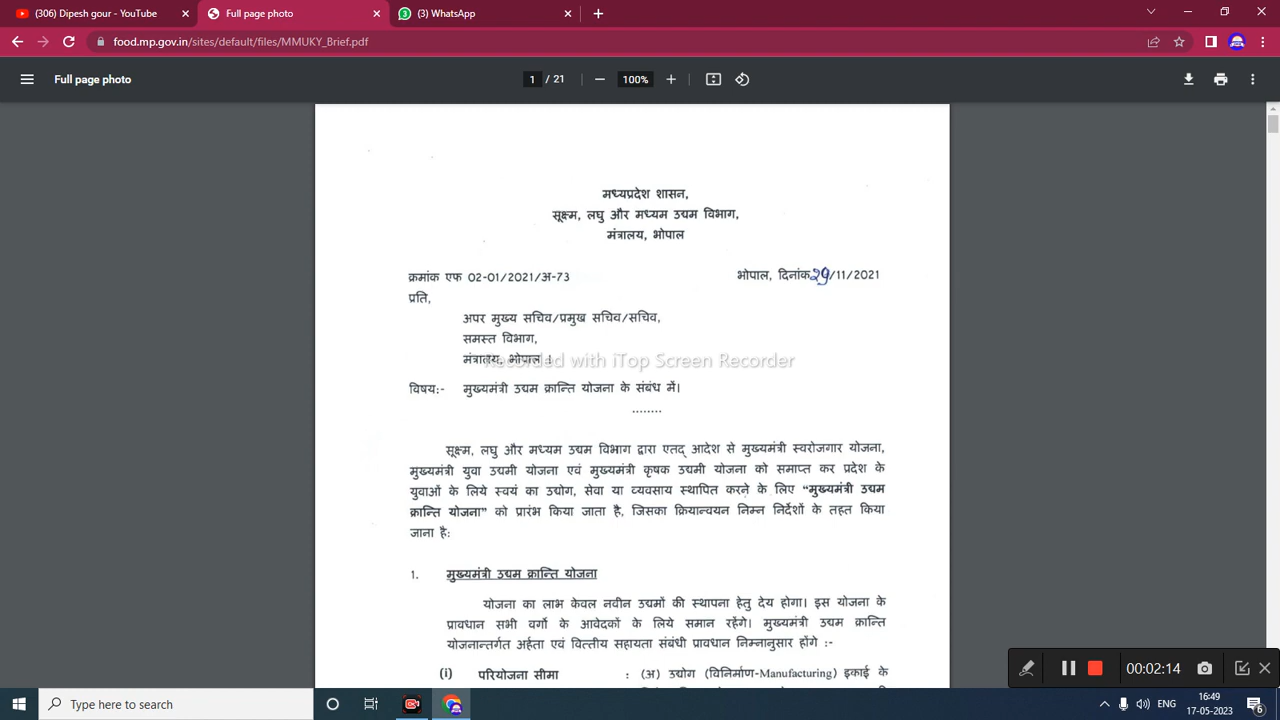 (306) Dipesh gour - YouTube
Full page photo
(3) WhatsApp
food.mp.gov.in/sites/default/files/MMUKY_Brief.pdf
Full page photo
1 / 21
100%
मध्यप्रदेश शासन,
सूक्ष्म, लघु और मध्यम उद्यम विभाग,
मंत्रालय, भोपाल
क्रमांक एफ 02-01/2021/अ-73
भोपाल, दिनांक 29/11/2021
प्रति,
अपर मुख्य सचिव/प्रमुख सचिव/सचिव,
समस्त विभाग,
मंत्रालय, भोपाल ।
Recorded with iTop Screen Recorder
विषय:- मुख्यमंत्री उद्यम क्रान्ति योजना के संबंध में।
........
सूक्ष्म, लघु और मध्यम उद्यम विभाग द्वारा एतद् आदेश से मुख्यमंत्री स्वरोजगार योजना,
मुख्यमंत्री युवा उद्यमी योजना एवं मुख्यमंत्री कृषक उद्यमी योजना को समाप्त कर प्रदेश के
युवाओं के लिये स्वयं का उद्योग, सेवा या व्यवसाय स्थापित करने के लिए “मुख्यमंत्री उद्यम
क्रान्ति योजना” को प्रारंभ किया जाता है, जिसका क्रियान्वयन निम्न निर्देशों के तहत किया
जाना है:
1. मुख्यमंत्री उद्यम क्रान्ति योजना
योजना का लाभ केवल नवीन उद्यमों की स्थापना हेतु देय होगा। इस योजना के
प्रावधान सभी वर्गो के आवेदकों के लिये समान रहेंगे। मुख्यमंत्री उद्यम क्रान्ति
योजनान्तर्गत अर्हता एवं वित्तीय सहायता संबंधी प्रावधान निम्नानुसार होंगे :-
(i) परियोजना सीमा : (अ) उद्योग (विनिर्माण-Manufacturing) इकाई के
00:02:14
Type here to search
16:49
17-05-2023
6